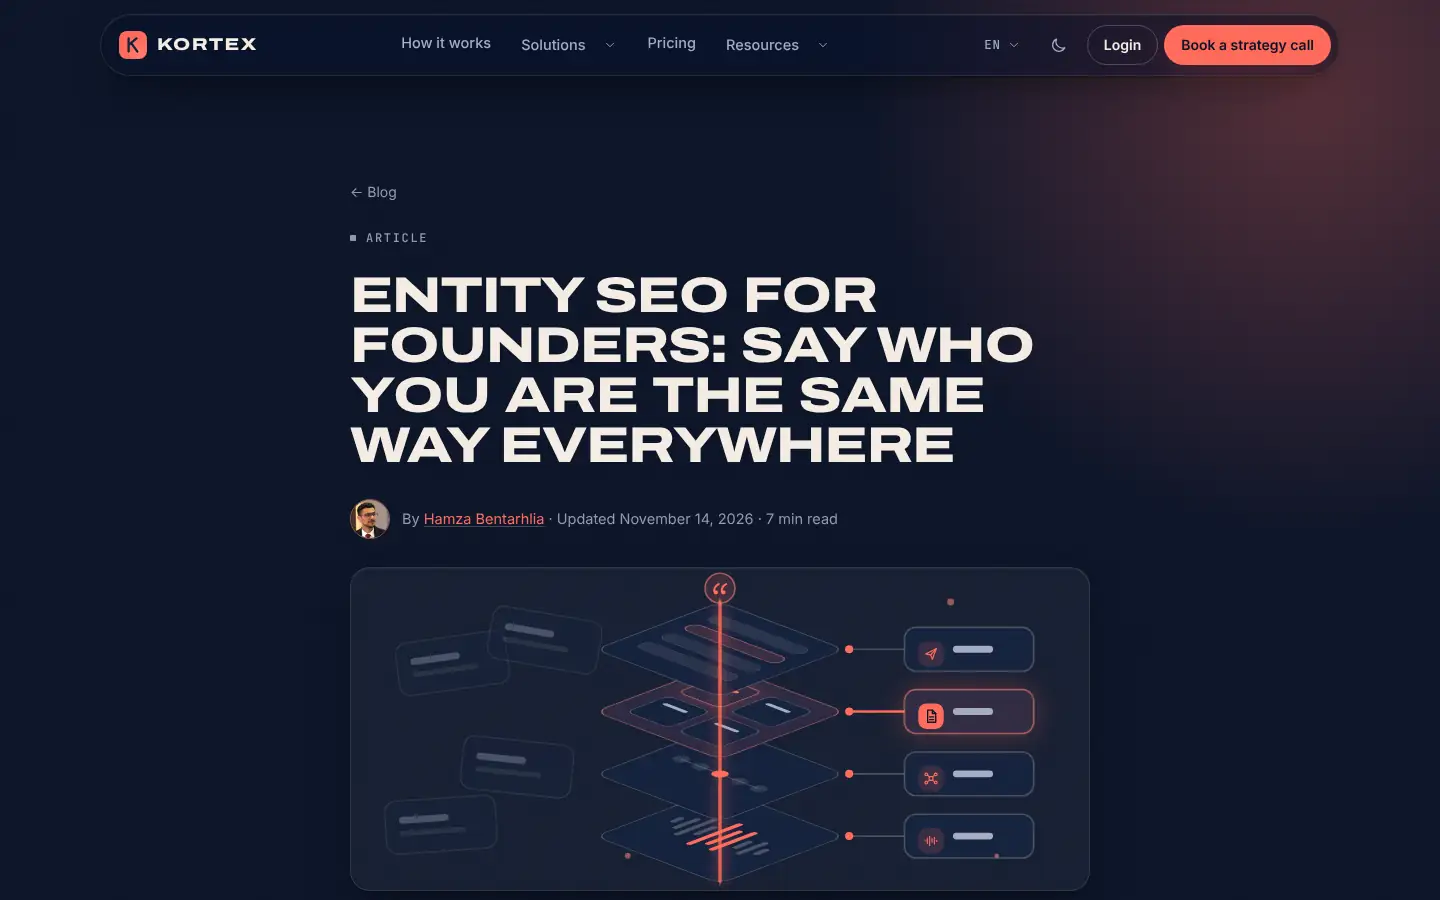 KORTEX
How it works
Solutions
Pricing
Resources
EN
Login
Book a strategy call
← Blog
ARTICLE
ENTITY SEO FOR
FOUNDERS: SAY WHO
YOU ARE THE SAME
WAY EVERYWHERE
By Hamza Bentarhlia · Updated November 14, 2026 · 7 min read